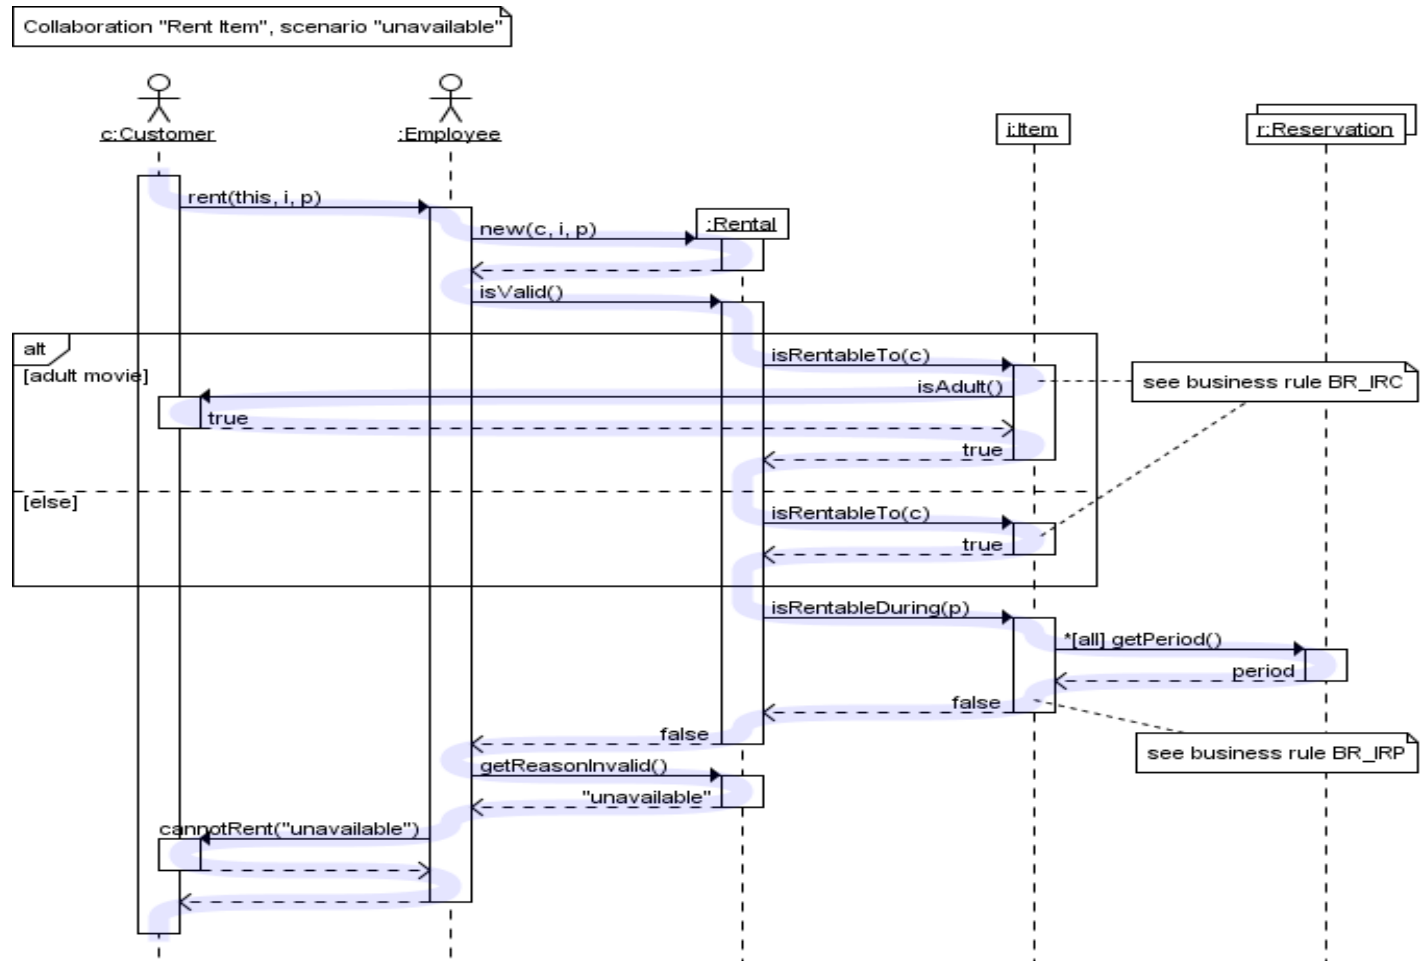 Collaboration "Rent Item", scenario "unavailable"
c:Customer
:Employee
i:Item
r:Reservation
rent(this, i, p)
:Rental
new(c, i, p)
isValid()
alt
isRentableTo(c)
[adult movie]
see business rule BR_IRC
isAdult()
true
true
[else]
isRentableTo(c)
true
isRentableDuring(p)
*[all] getPeriod()
period
false
false
see business rule BR_IRP
getReasonInvalid()
"unavailable"
cannotRent("unavailable")